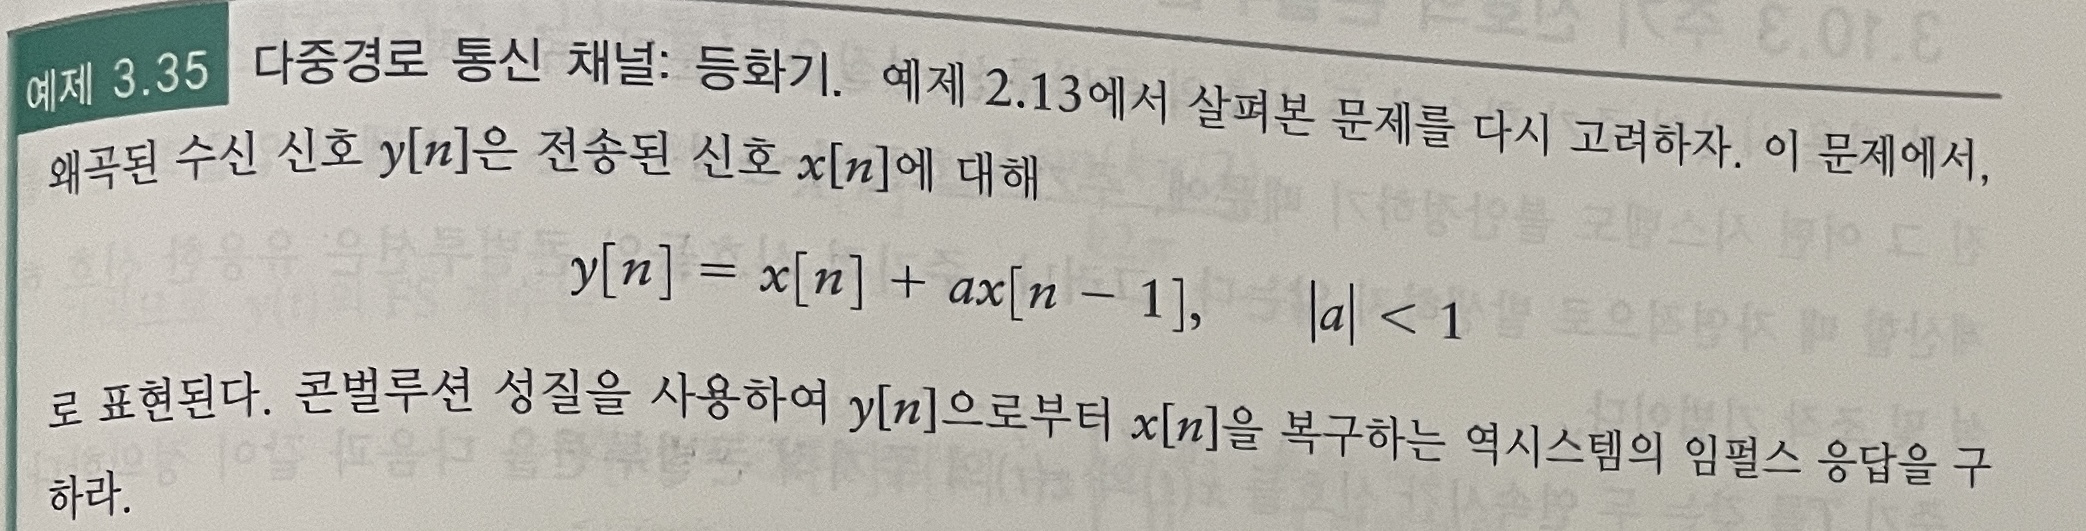 예제 3.35 다중경로 통신 채널: 등화기. 예제 2.13에서 살펴본 문제를 다시 고려하자. 이 문제에서,
왜곡된 수신 신호 y[n]은 전송된 신호 x[n]에 대해
y[n] = x[n] + ax[n − 1], |a| < 1
로 표현된다. 콘벌루션 성질을 사용하여 y[n]으로부터 x[n]을 복구하는 역시스템의 임펄스 응답을 구
하라.